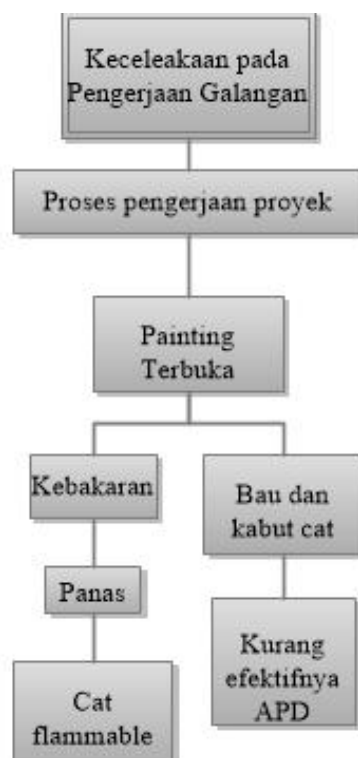 Keceleakaan pada
Pengerjaan Galangan
Proses pengerjaan proyek
Painting
Terbuka
Kebakaran
Panas
Cat
flammable
Bau dan
kabut cat
Kurang
efektifnya
APD